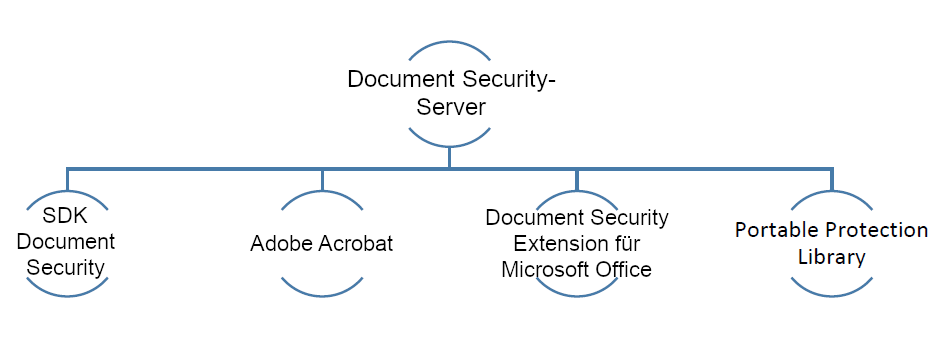 Document Security-
Server
SDK
Document
Security
Adobe Acrobat
Document Security
Extension für
Microsoft Office
Portable Protection
Library